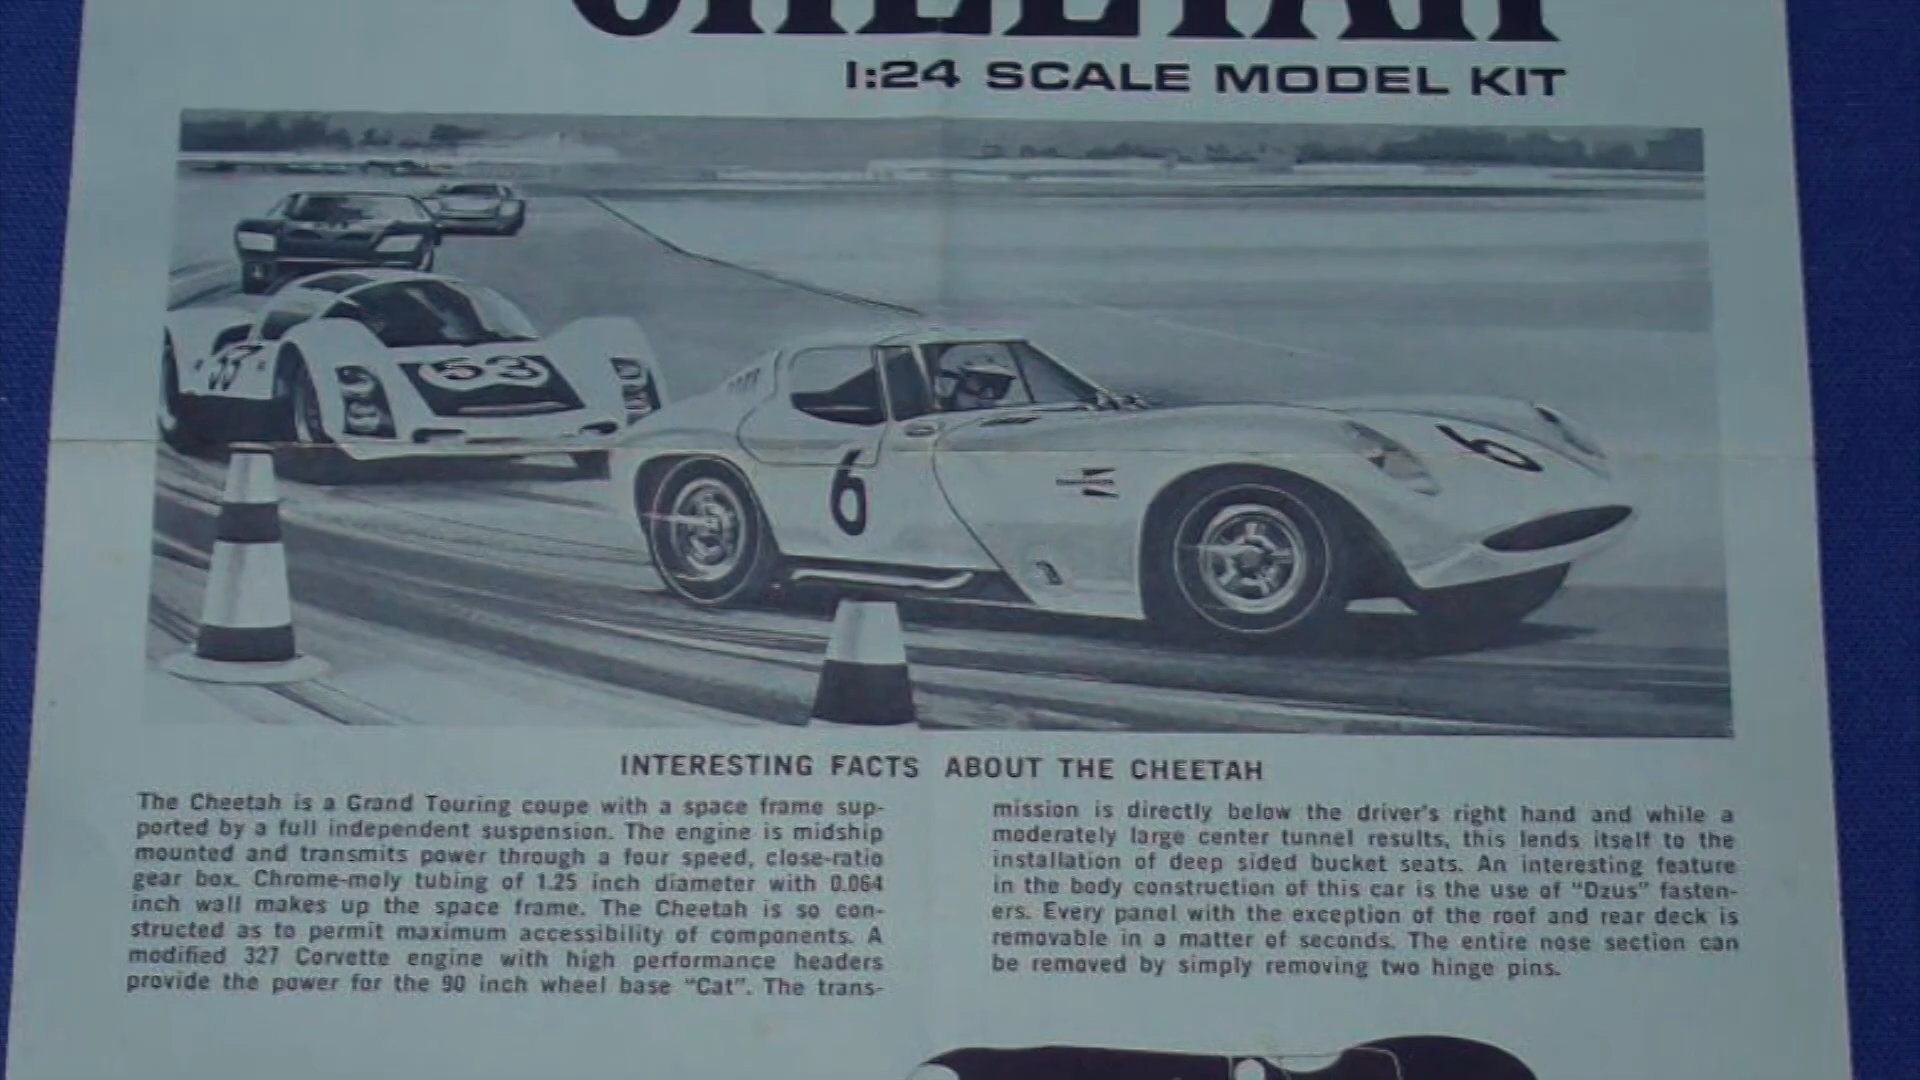 CHEETAH
1:24 SCALE MODEL KIT
53
53
6
6
INTERESTING FACTS ABOUT THE CHEETAH
The Cheetah is a Grand Touring coupe with a space frame sup-
ported by a full independent suspension. The engine is midship
mounted and transmits power through a four speed, close-ratio
gear box. Chrome-moly tubing of 1.25 inch diameter with 0.064
inch wall makes up the space frame. The Cheetah is so con-
structed as to permit maximum accessibility of components. A
modified 327 Corvette engine with high performance headers
provide the power for the 90 inch wheel base "Cat". The trans-
mission is directly below the driver's right hand and while a
moderately large center tunnel results, this lends itself to the
installation of deep sided bucket seats. An interesting feature
in the body construction of this car is the use of "Dzus" fasten-
ers. Every panel with the exception of the roof and rear deck is
removable in a matter of seconds. The entire nose section can
be removed by simply removing two hinge pins.